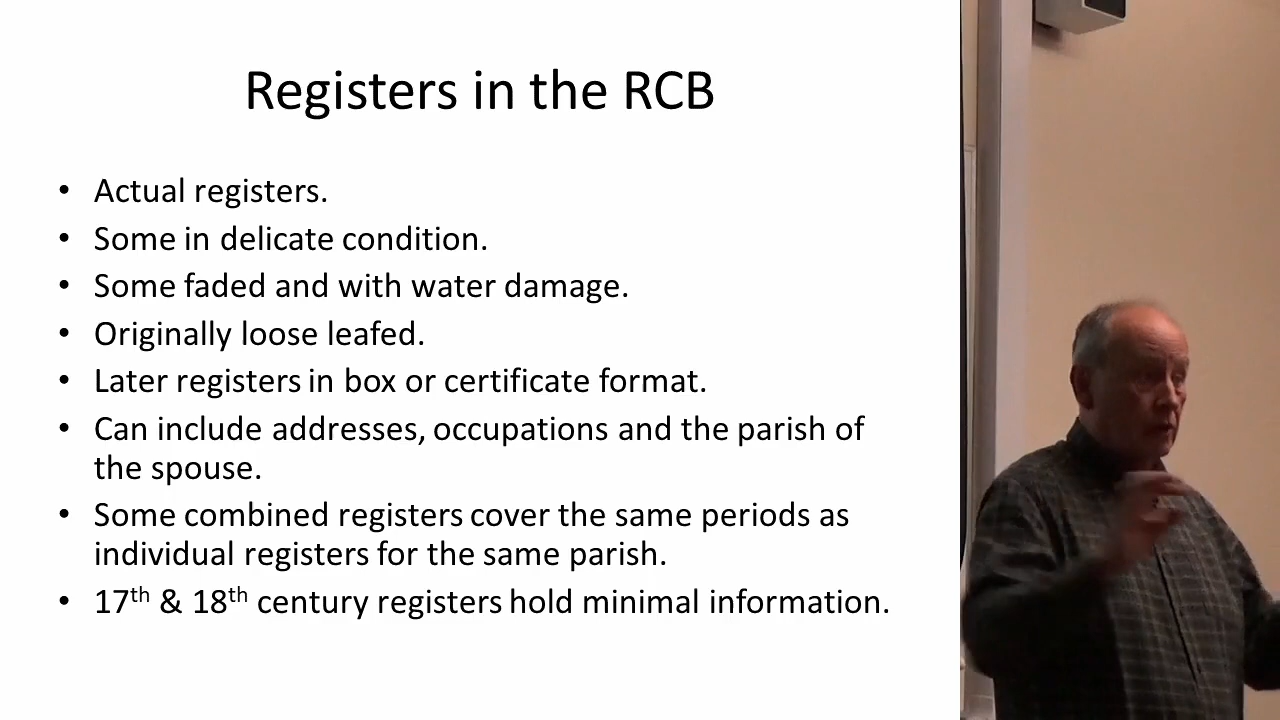 Registers in the RCB
• Actual registers.
• Some in delicate condition.
• Some faded and with water damage.
• Originally loose leafed.
• Later registers in box or certificate format.
• Can include addresses, occupations and the parish of
the spouse.
• Some combined registers cover the same periods as
individual registers for the same parish.
• 17th & 18th century registers hold minimal information.